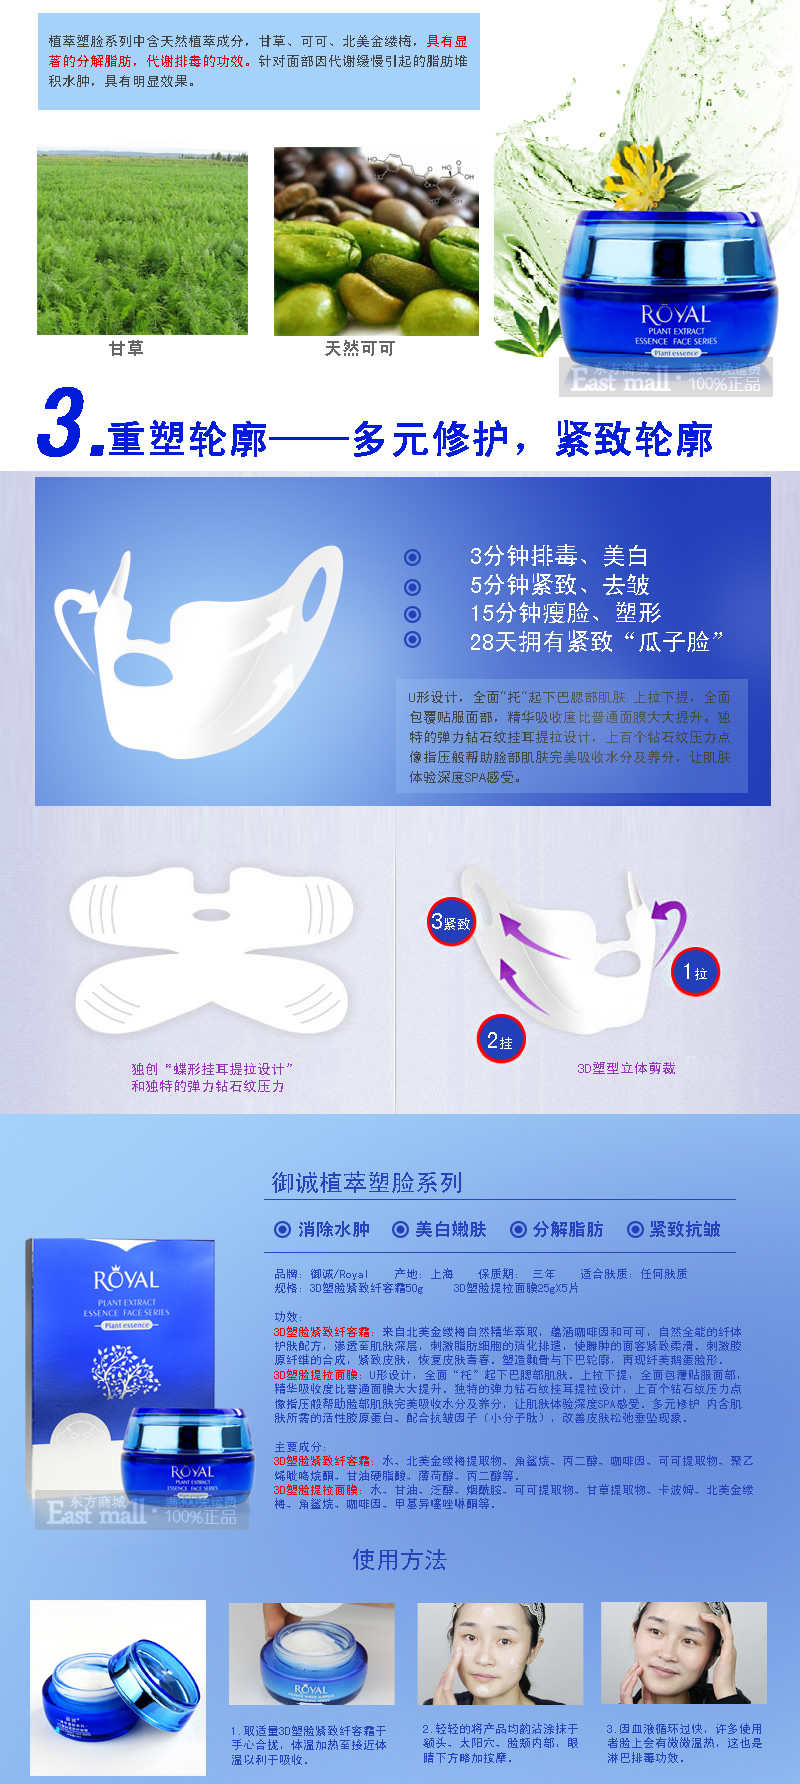 植萃塑脸系列中含天然植萃成分，甘草、可可、北美金缕梅，具有显
著的分解脂肪，代谢排毒的功效。针对面部因代谢缓慢引起的脂肪堆
积水肿，具有明显效果。
甘草
天然可可
ROYAL
PLANT EXTRACT
ESSENCE FACE SERIES
Plant essence
东方商城 满300免运费
East mall · 100%正品
3.重塑轮廓——多元修护，紧致轮廓
3分钟排毒、美白
5分钟紧致、去皱
15分钟瘦脸、塑形
28天拥有紧致“瓜子脸”
U形设计，全面“托”起下巴腮部肌肤.上拉下提，全面
包覆贴服面部，精华吸收度比普通面膜大大提升。独
特的弹力钻石纹挂耳提拉设计，上百个钻石纹压力点
像指压般帮助脸部肌肤完美吸收水分及养分，让肌肤
体验深度SPA感受。
3紧致
1拉
2挂
独创“蝶形挂耳提拉设计”
和独特的弹力钻石纹压力
3D塑型立体剪裁
御诚植萃塑脸系列
消除水肿 美白嫩肤 分解脂肪 紧致抗皱
品牌：御诚/Royal 产地：上海 保质期： 三年 适合肤质：任何肤质
规格：3D塑脸紧致纤容霜50g 3D塑脸提拉面膜25gX5片
功效：
3D塑脸紧致纤容霜：来自北美金缕梅自然精华萃取，蕴涵咖啡因和可可，自然全能的纤体
护肤配方，渗透至肌肤深层，刺激脂肪细胞的消化排遣，使臃肿的面容紧致柔滑。刺激胶
原纤维的合成，紧致皮肤，恢复皮肤青春。塑造颧骨与下巴轮廓，再现纤美鹅蛋脸形。
3D塑脸提拉面膜：U形设计，全面“托”起下巴腮部肌肤。上拉下提，全面包覆贴服面部，
精华吸收度比普通面膜大大提升。独特的弹力钻石纹挂耳提拉设计，上百个钻石纹压力点
像指压般帮助脸部肌肤完美吸收水分及养分，让肌肤体验深度SPA感受。多元修护 内含肌
肤所需的活性胶原蛋白、配合抗皱因子（小分子肽），改善皮肤松弛垂坠现象。
主要成分：
3D塑脸紧致纤容霜：水、北美金缕梅提取物、角鲨烷、丙二醇、咖啡因、可可提取物、聚乙
烯吡咯烷酮、甘油硬脂酸、薄荷醇、丙二醇等。
3D塑脸提拉面膜：水、甘油、泛醇、烟酰胺、可可提取物、甘草提取物、卡波姆、北美金缕
梅、角鲨烷、咖啡因、甲基异噻唑啉酮等。
ROYAL
PLANT EXTRACT
ESSENCE FACE SERIES
Plant essence
ROYAL
PLANT EXTRACT
ESSENCE FACE SERIES
东方商城 满300免运费
East mall · 100%正品
使用方法
ROYAL
1.取适量3D塑脸紧致纤容霜于
手心合拢，体温加热至接近体
温以利于吸收。
2.轻轻的将产品均匀沾涂抹于
额头、太阳穴、脸颊内部，眼
睛下方略加按摩。
3.因血液循环过快，许多使用
者脸上会有微微温热，这也是
淋巴排毒功效。